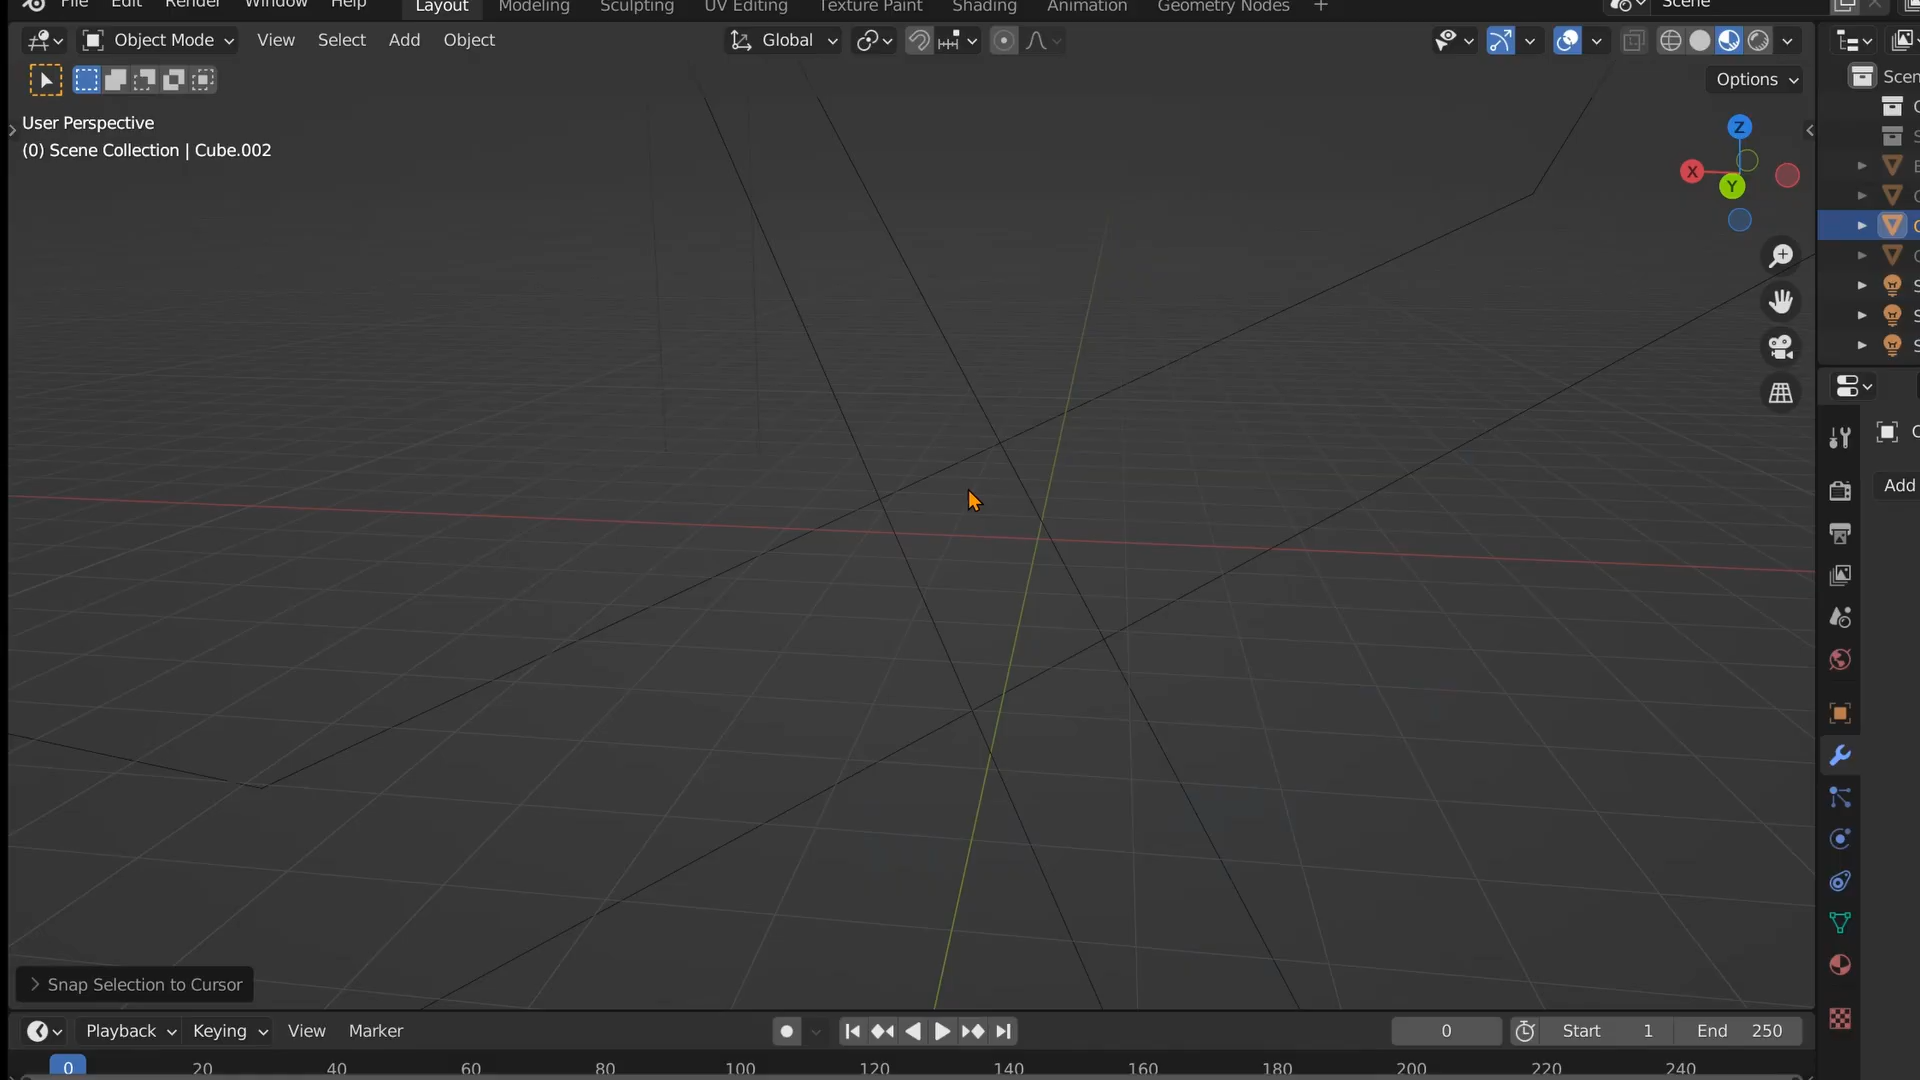 File Edit Render Window Help Layout Modeling Sculpting UV Editing Texture Paint Shading Animation Geometry Nodes + Scene
Object Mode View Select Add Object Global
Options
User Perspective
(0) Scene Collection | Cube.002
Z
X
Y
Add
Snap Selection to Cursor
Playback Keying View Marker 0 Start 1 End 250
0 20 40 60 80 100 120 140 160 180 200 220 240